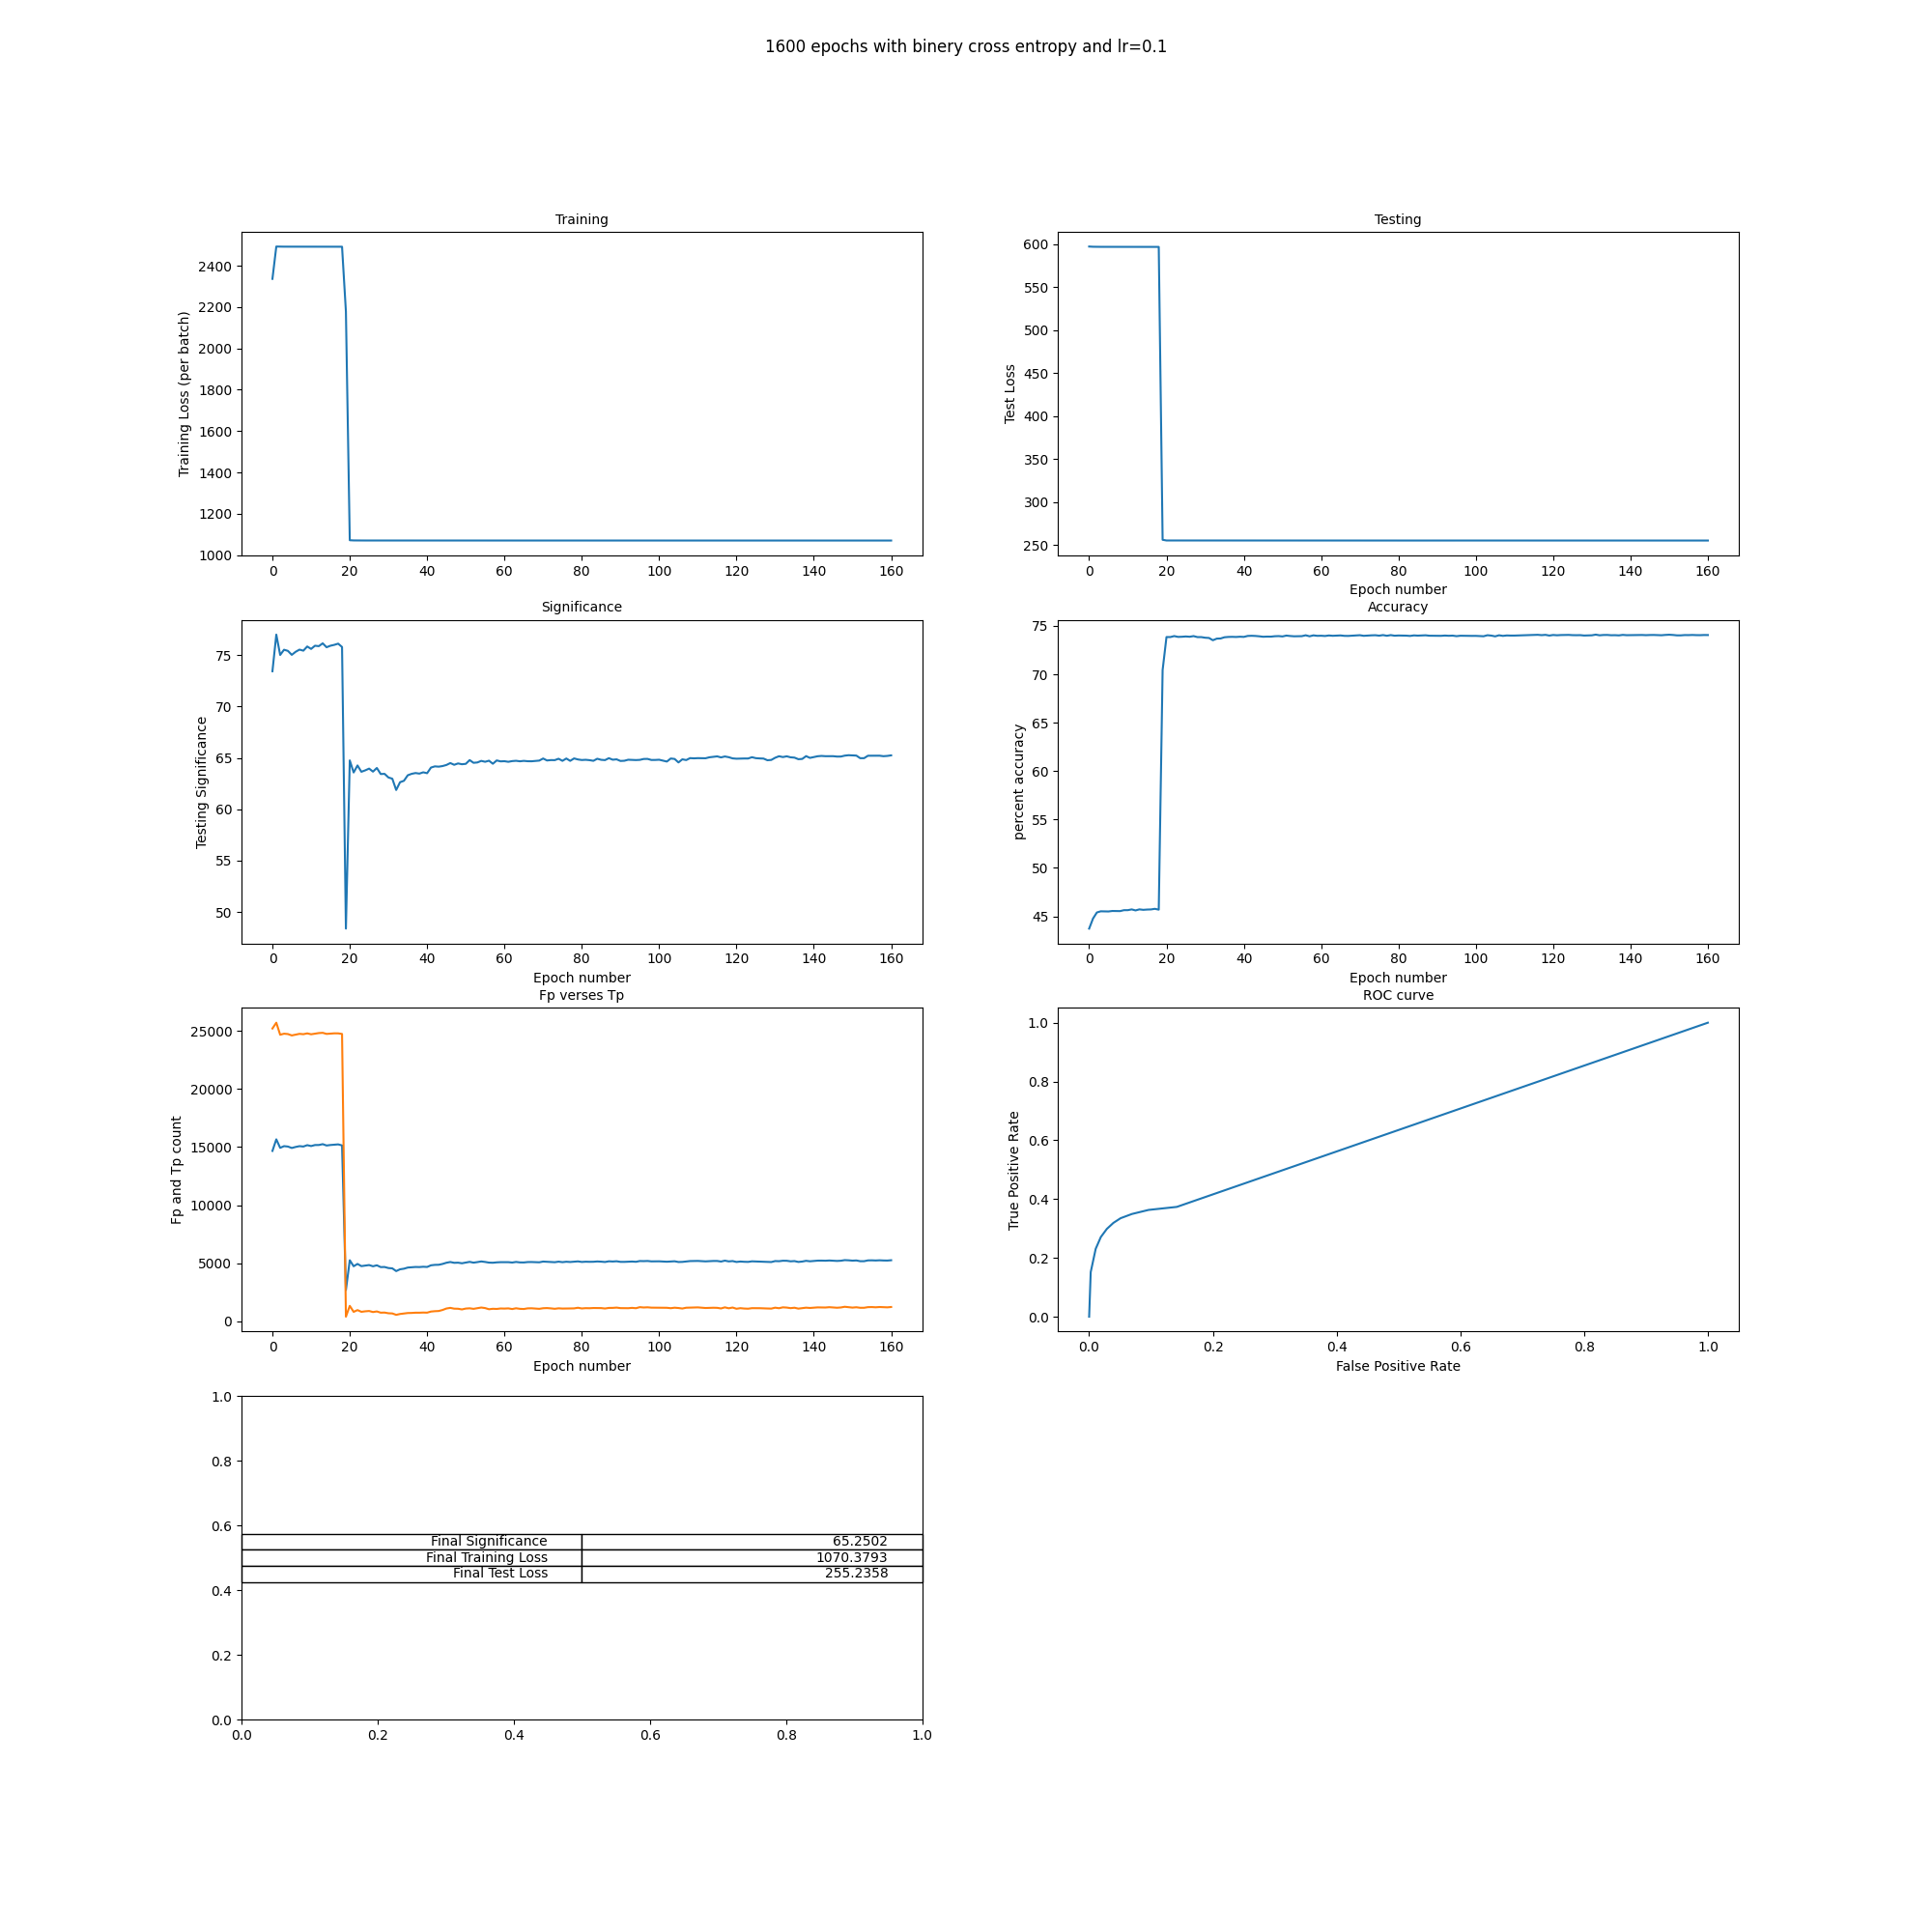 1600 epochs with binery cross entropy and lr=0.1
Training
Training Loss (per batch)
2400
2200
2000
1800
1600
1400
1200
1000
0 20 40 60 80 100 120 140 160
Testing
Test Loss
600
550
500
450
400
350
300
250
0 20 40 60 80 100 120 140 160
Epoch number
Significance
Testing Significance
75
70
65
60
55
50
0 20 40 60 80 100 120 140 160
Epoch number
Accuracy
percent accuracy
75
70
65
60
55
50
45
0 20 40 60 80 100 120 140 160
Epoch number
Fp verses Tp
Fp and Tp count
25000
20000
15000
10000
5000
0
0 20 40 60 80 100 120 140 160
Epoch number
ROC curve
True Positive Rate
1.0
0.8
0.6
0.4
0.2
0.0
0.0 0.2 0.4 0.6 0.8 1.0
False Positive Rate
1.0
0.8
0.6
Final Significance 65.2502
Final Training Loss 1070.3793
Final Test Loss 255.2358
0.4
0.2
0.0
0.0 0.2 0.4 0.6 0.8 1.0